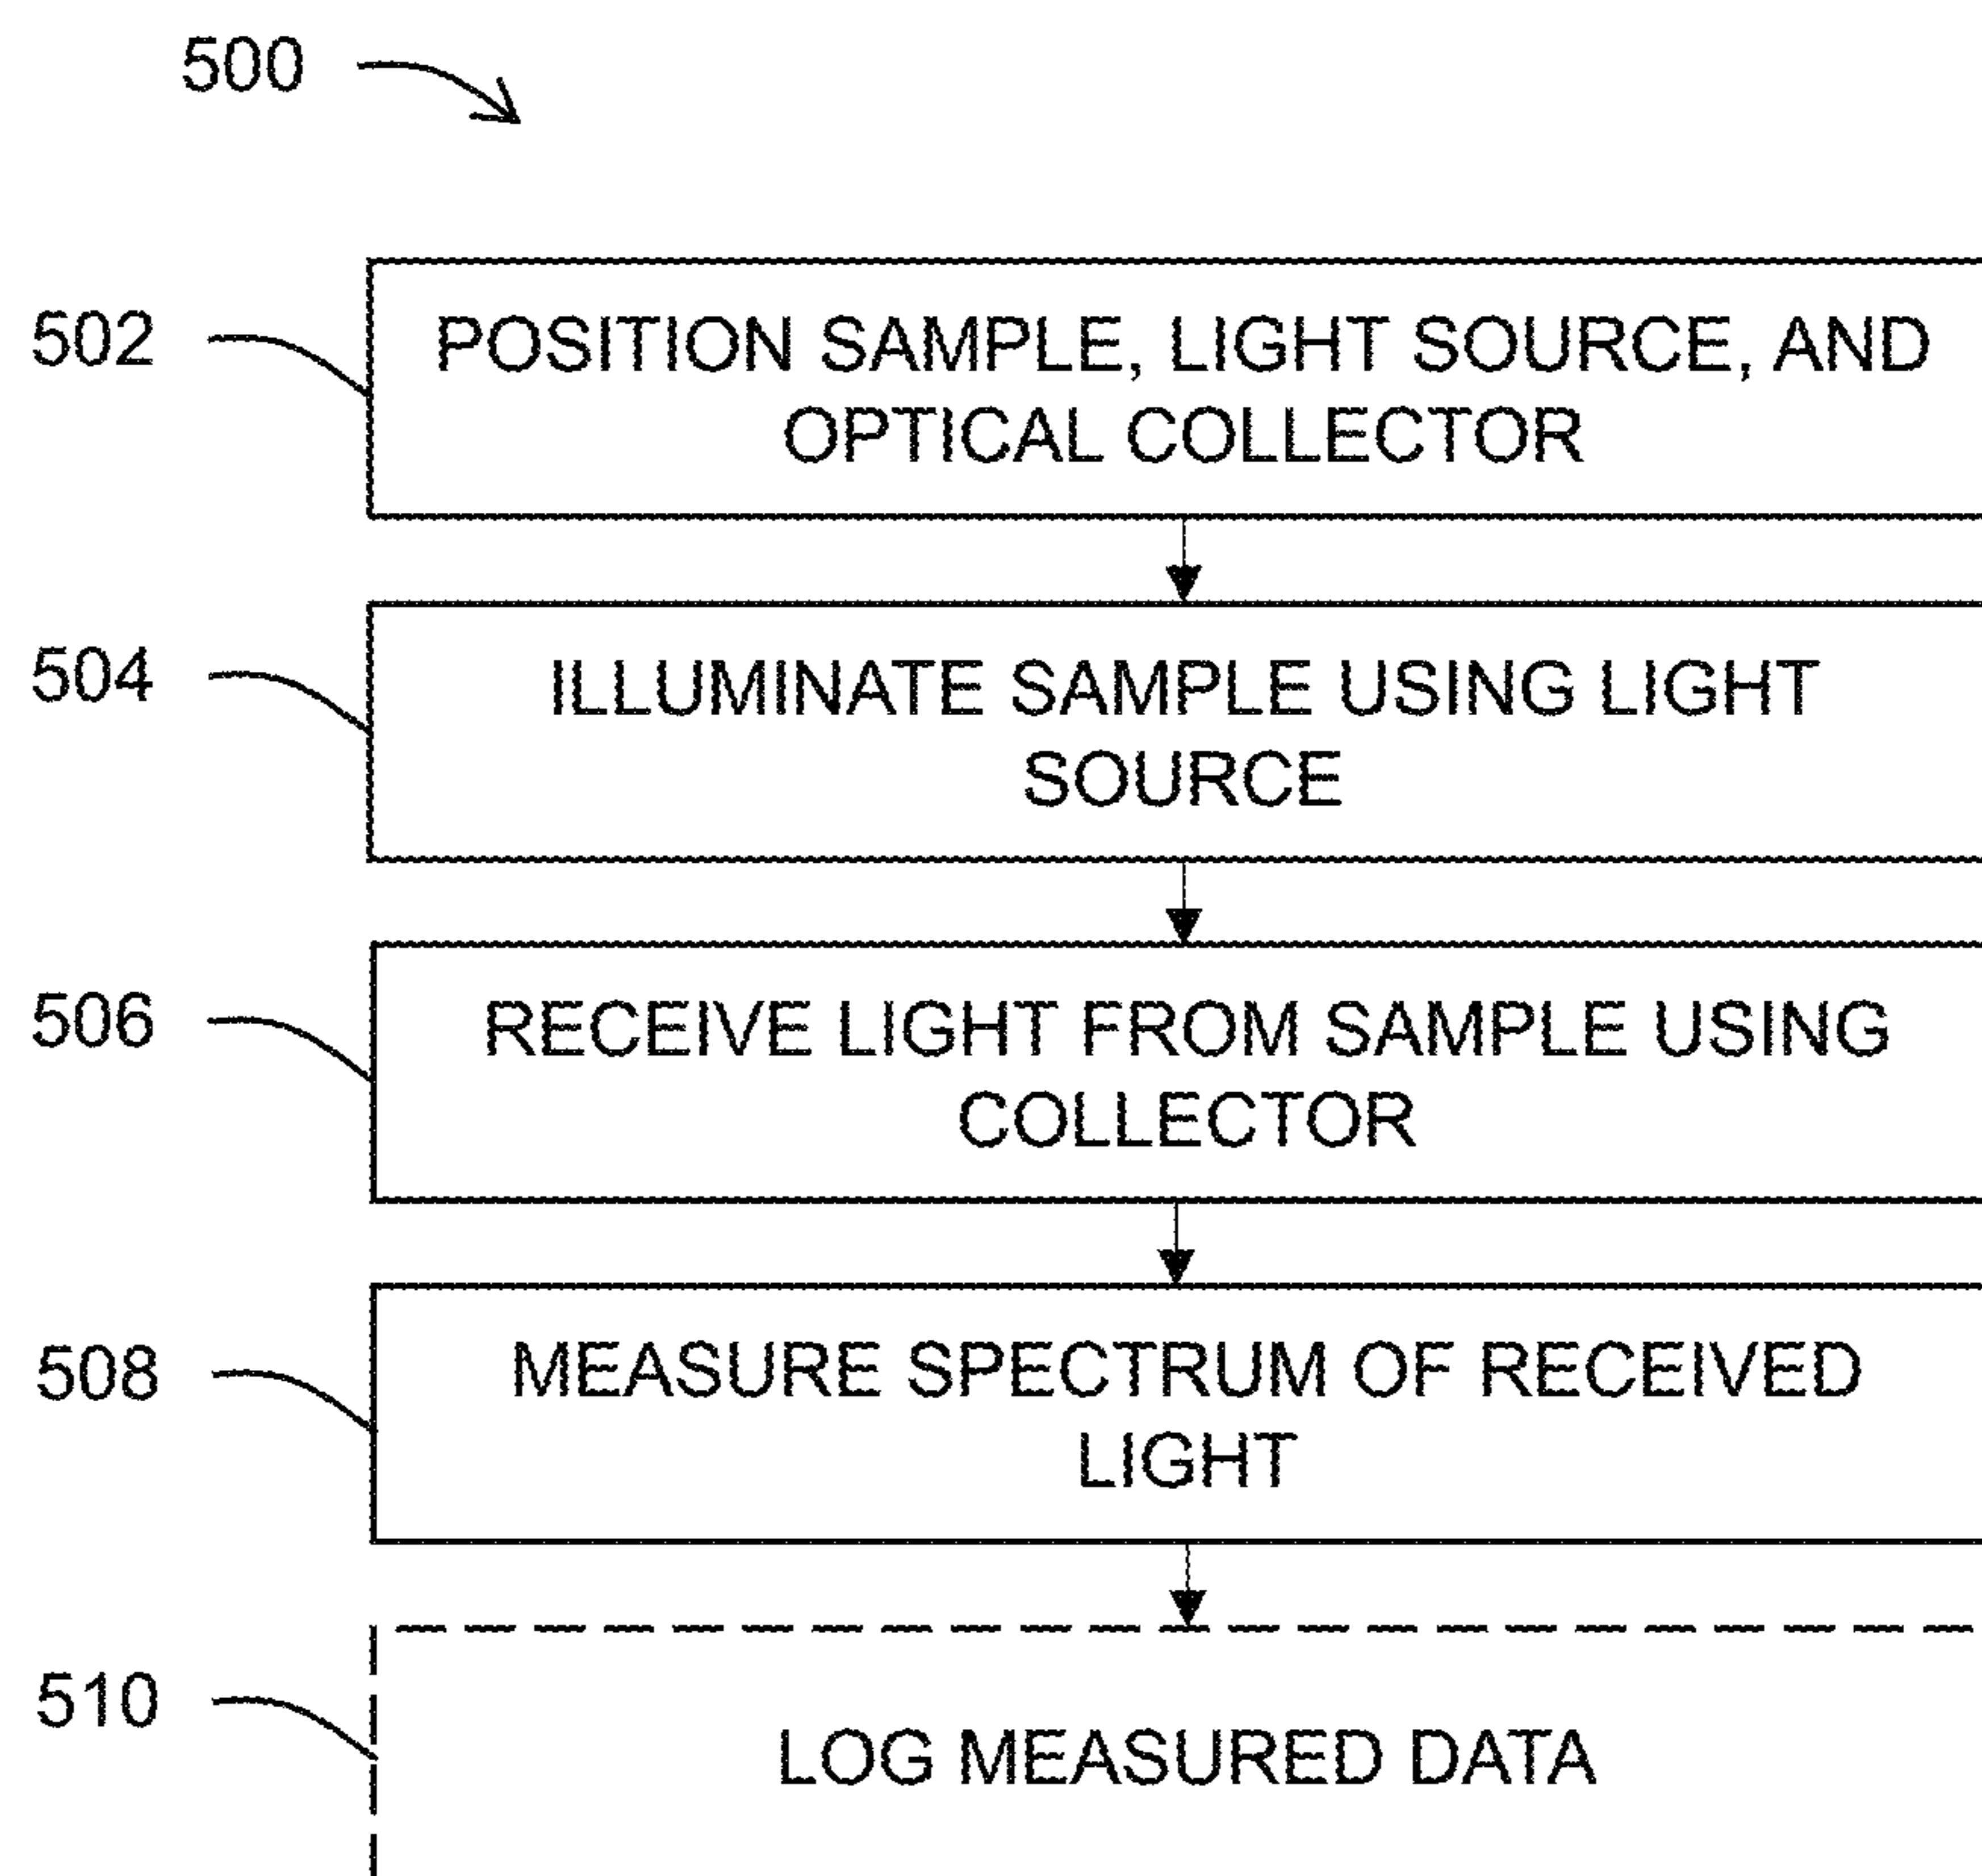 500
502
POSITION SAMPLE, LIGHT SOURCE, AND
OPTICAL COLLECTOR
504
ILLUMINATE SAMPLE USING LIGHT
SOURCE
506
RECEIVE LIGHT FROM SAMPLE USING
COLLECTOR
508
MEASURE SPECTRUM OF RECEIVED
LIGHT
510
LOG MEASURED DATA